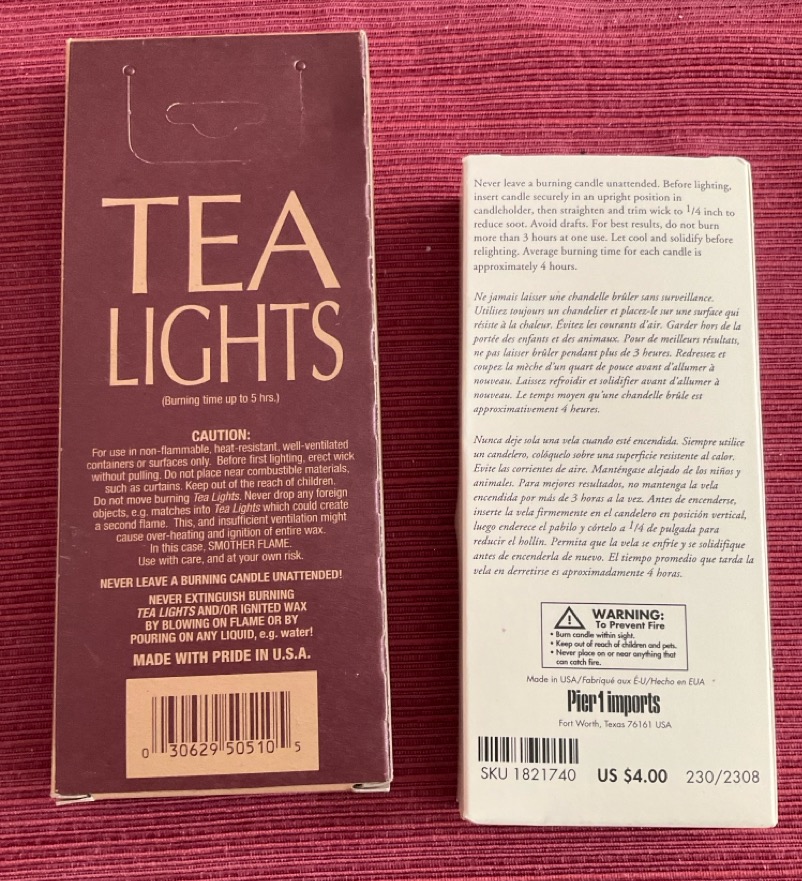 TEA
LIGHTS
(Burning time up to 5 hrs.)
CAUTION:
For use in non-flammable, heat-resistant, well-ventilated
containers or surfaces only. Before first lighting, erect wick
without pulling. Do not place near combustible materials,
such as curtains. Keep out of the reach of children.
Do not move burning Tea Lights. Never drop any foreign
objects, e.g. matches into Tea Lights which could create
a second flame. This, and insufficient ventilation might
cause over-heating and ignition of entire wax.
In this case, SMOTHER FLAME.
Use with care, and at your own risk.
NEVER LEAVE A BURNING CANDLE UNATTENDED!
NEVER EXTINGUISH BURNING
TEA LIGHTS AND/OR IGNITED WAX
BY BLOWING ON FLAME OR BY
POURING ON ANY LIQUID, e.g. water!
MADE WITH PRIDE IN U.S.A.
0 30629 50510 5
Never leave a burning candle unattended. Before lighting,
insert candle securely in an upright position in
candleholder, then straighten and trim wick to 1/4 inch to
reduce soot. Avoid drafts. For best results, do not burn
more than 3 hours at one use. Let cool and solidify before
relighting. Average burning time for each candle is
approximately 4 hours.
Ne jamais laisser une chandelle brûler sans surveillance.
Utilisez toujours un chandelier et placez-le sur une surface qui
résiste à la chaleur. Évitez les courants d'air. Garder hors de la
portée des enfants et des animaux. Pour de meilleurs résultats,
ne pas laisser brûler pendant plus de 3 heures. Redressez et
coupez la mèche d'un quart de pouce avant d'allumer à
nouveau. Laissez refroidir et solidifier avant d'allumer à
nouveau. Le temps moyen qu'une chandelle brûle est
approximativement 4 heures.
Nunca deje sola una vela cuando esté encendida. Siempre utilice
un candelero, colóquelo sobre una superficie resistente al calor.
Evite las corrientes de aire. Manténgase alejado de los niños y
animales. Para mejores resultados, no mantenga la vela
encendida por más de 3 horas a la vez. Antes de encenderse,
inserte la vela firmemente en el candelero en posición vertical,
luego enderece el pabilo y córtelo a 1/4 de pulgada para
reducir el hollín. Permita que la vela se enfríe y se solidifique
antes de encenderla de nuevo. El tiempo promedio que tarda la
vela en derretirse es aproximadamente 4 horas.
WARNING:
To Prevent Fire
• Burn candle within sight.
• Keep out of reach of children and pets.
• Never place on or near anything that
can catch fire.
Made in USA/Fabriqué aux É-U/Hecho en EUA
Pier 1 imports
Fort Worth, Texas 76161 USA
SKU 1821740 US $4.00 230/2308